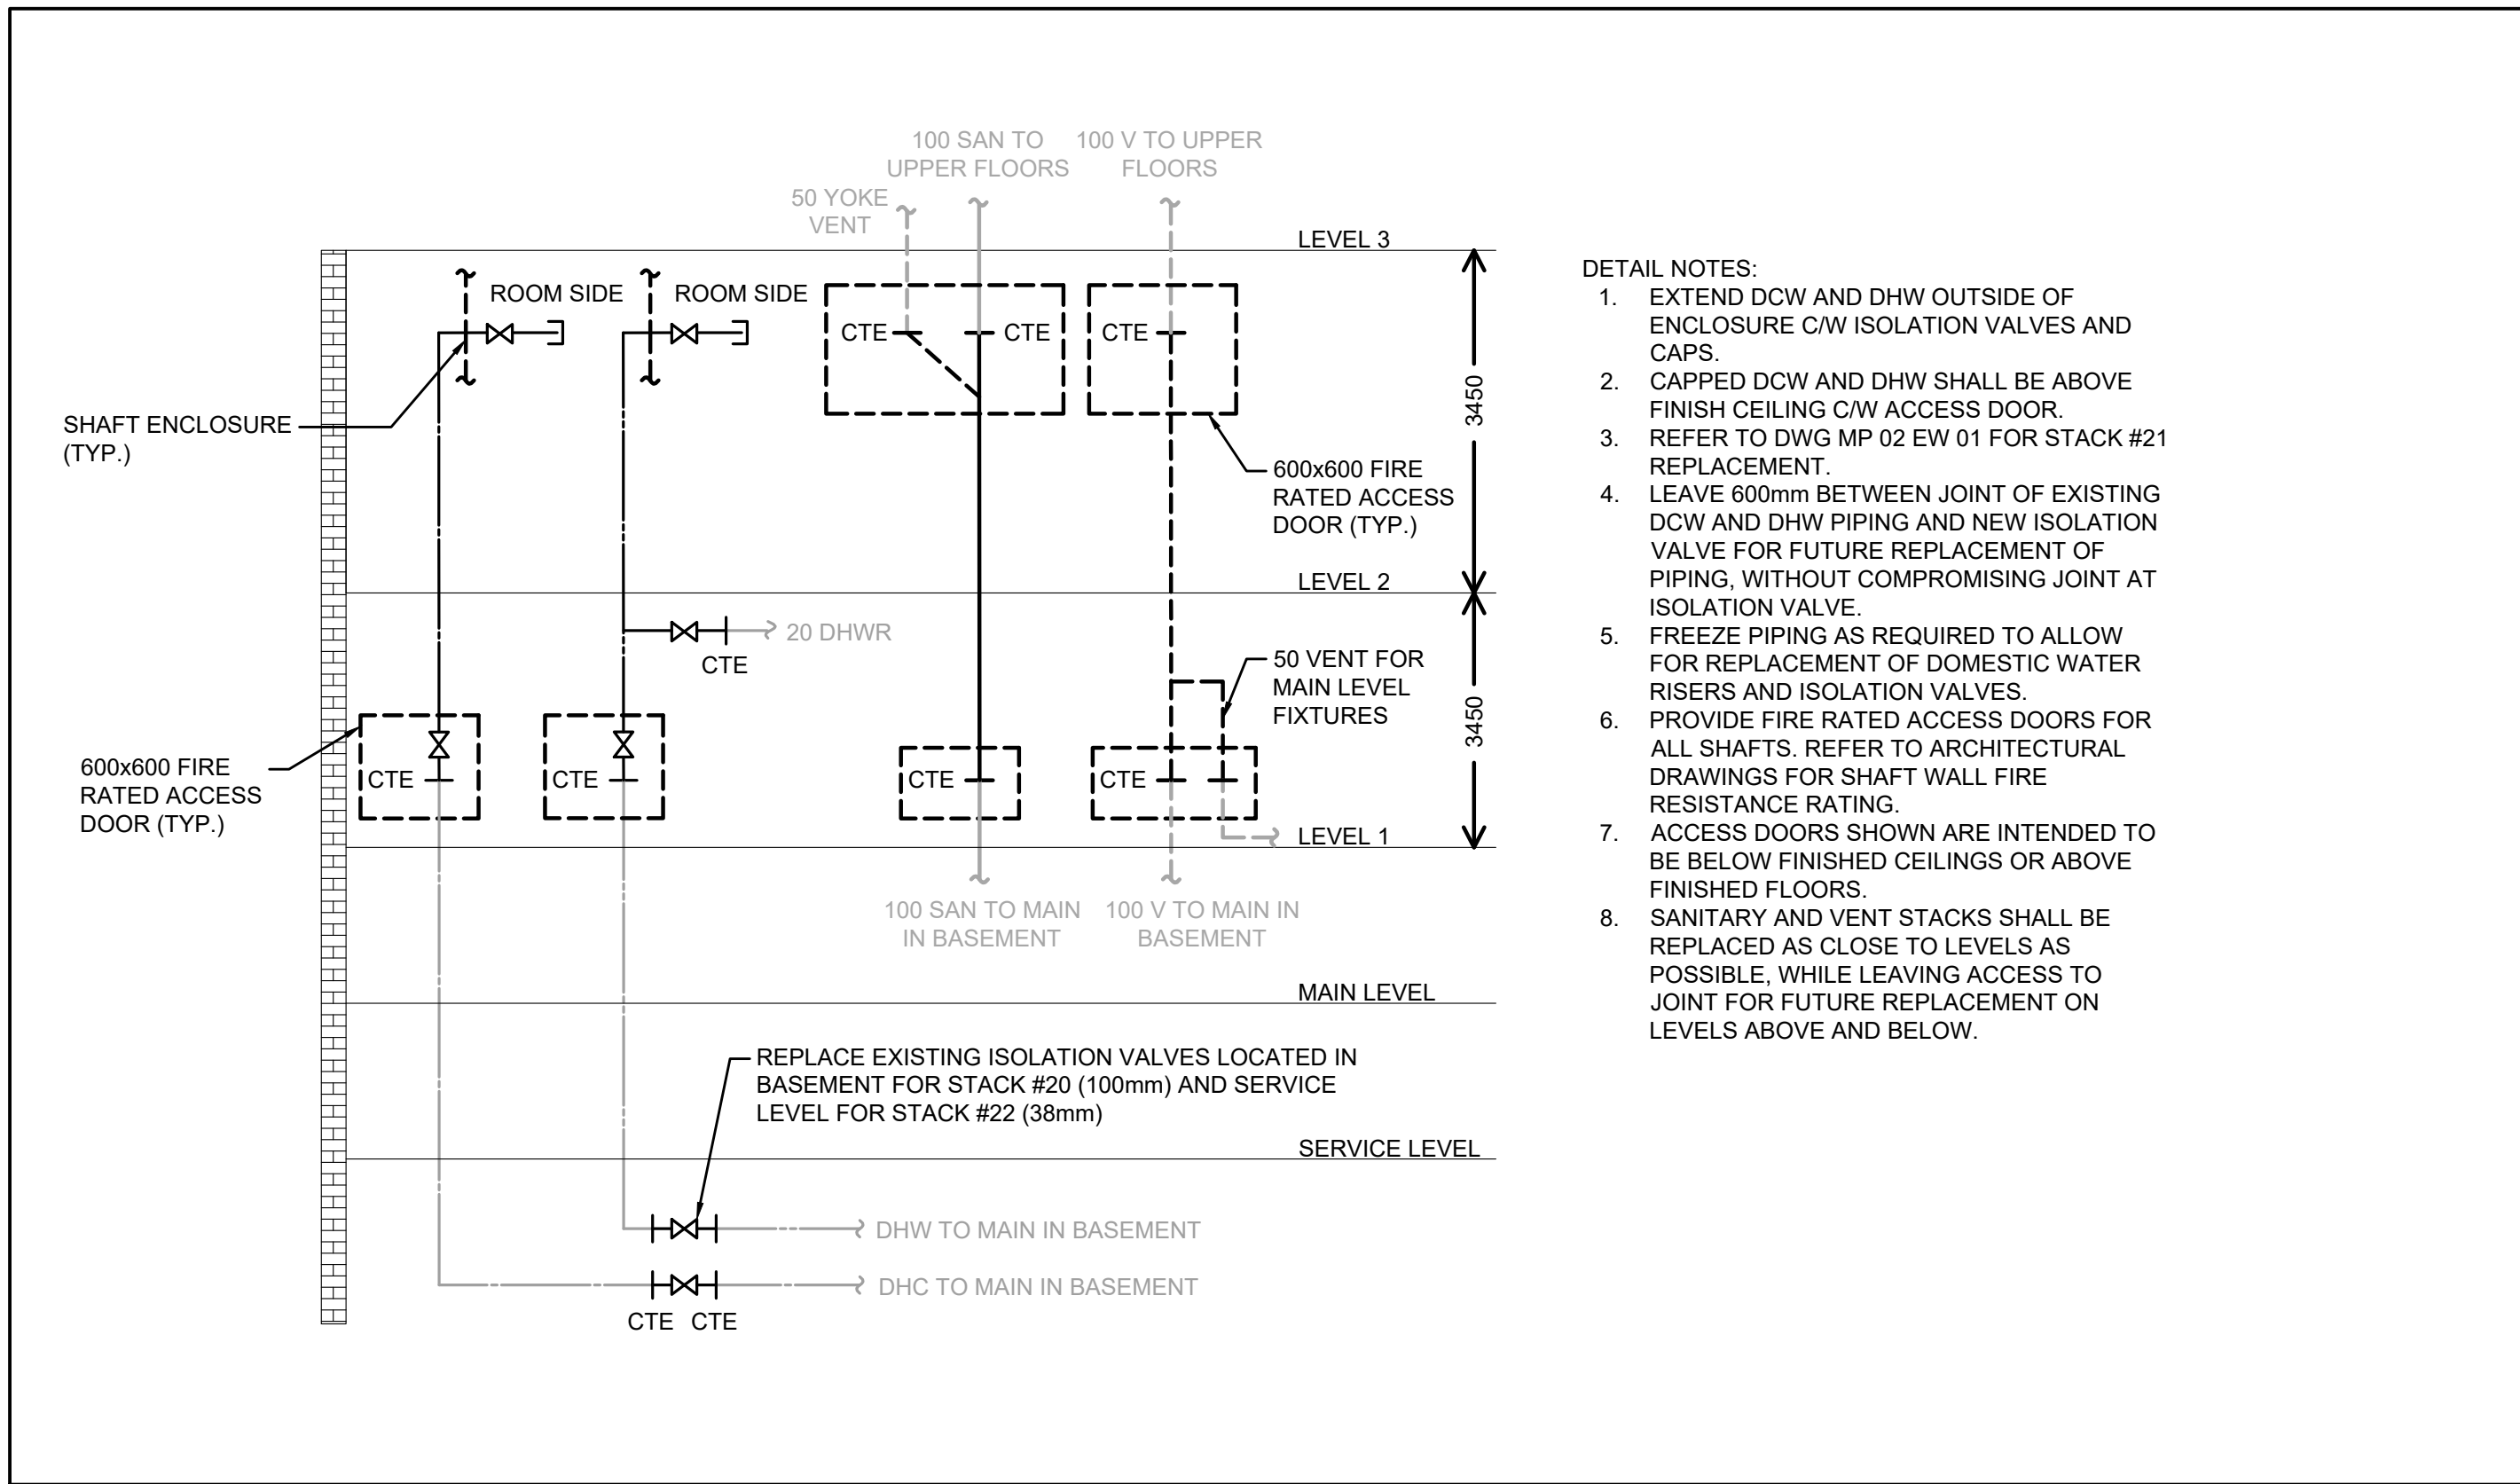 100 SAN TO
UPPER FLOORS
100 V TO UPPER
FLOORS
50 YOKE
VENT
LEVEL 3
ROOM SIDE
ROOM SIDE
CTE
CTE
CTE
SHAFT ENCLOSURE
(TYP.)
3450
600x600 FIRE
RATED ACCESS
DOOR (TYP.)
LEVEL 2
20 DHWR
CTE
50 VENT FOR
MAIN LEVEL
FIXTURES
3450
600x600 FIRE
RATED ACCESS
DOOR (TYP.)
CTE
CTE
CTE
CTE
LEVEL 1
100 SAN TO MAIN
IN BASEMENT
100 V TO MAIN IN
BASEMENT
MAIN LEVEL
REPLACE EXISTING ISOLATION VALVES LOCATED IN
BASEMENT FOR STACK #20 (100mm) AND SERVICE
LEVEL FOR STACK #22 (38mm)
SERVICE LEVEL
DHW TO MAIN IN BASEMENT
DHC TO MAIN IN BASEMENT
CTE CTE
DETAIL NOTES:
1. EXTEND DCW AND DHW OUTSIDE OF
ENCLOSURE C/W ISOLATION VALVES AND
CAPS.
2. CAPPED DCW AND DHW SHALL BE ABOVE
FINISH CEILING C/W ACCESS DOOR.
3. REFER TO DWG MP 02 EW 01 FOR STACK #21
REPLACEMENT.
4. LEAVE 600mm BETWEEN JOINT OF EXISTING
DCW AND DHW PIPING AND NEW ISOLATION
VALVE FOR FUTURE REPLACEMENT OF
PIPING, WITHOUT COMPROMISING JOINT AT
ISOLATION VALVE.
5. FREEZE PIPING AS REQUIRED TO ALLOW
FOR REPLACEMENT OF DOMESTIC WATER
RISERS AND ISOLATION VALVES.
6. PROVIDE FIRE RATED ACCESS DOORS FOR
ALL SHAFTS. REFER TO ARCHITECTURAL
DRAWINGS FOR SHAFT WALL FIRE
RESISTANCE RATING.
7. ACCESS DOORS SHOWN ARE INTENDED TO
BE BELOW FINISHED CEILINGS OR ABOVE
FINISHED FLOORS.
8. SANITARY AND VENT STACKS SHALL BE
REPLACED AS CLOSE TO LEVELS AS
POSSIBLE, WHILE LEAVING ACCESS TO
JOINT FOR FUTURE REPLACEMENT ON
LEVELS ABOVE AND BELOW.